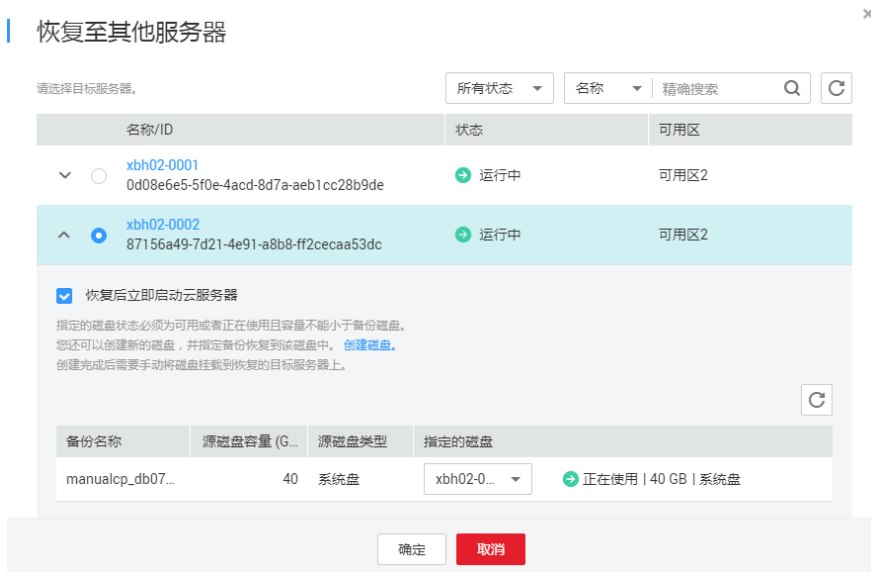 恢复至其他服务器
请选择目标服务器。 所有状态 名称 精确搜索
名称/ID 状态 可用区
xbh02-0001
0d08e6e5-5f0e-4acd-8d7a-aeb1cc28b9de 运行中 可用区2
xbh02-0002
87156a49-7d21-4e91-a8b8-ff2cecaa53dc 运行中 可用区2
恢复后立即启动云服务器
指定的磁盘状态必须为可用或者正在使用且容量不能小于备份磁盘。
您还可以创建新的磁盘，并指定备份恢复到该磁盘中。 创建磁盘。
创建完成后需要手动将磁盘挂载到恢复的目标服务器上。
备份名称 源磁盘容量 (G... 源磁盘类型 指定的磁盘
manualcp_db07... 40 系统盘 xbh02-0... 正在使用 | 40 GB | 系统盘
确定 取消